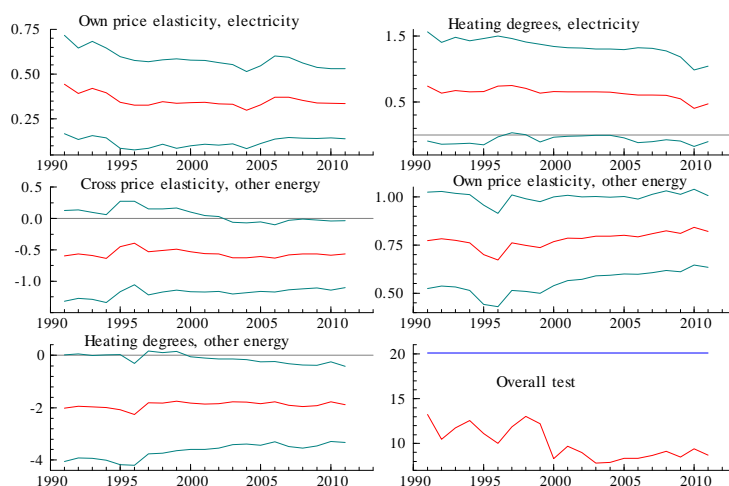 Own price elasticity, electricity
0.75
0.50
0.25
1990 1995 2000 2005 2010
Heating degrees, electricity
1.5
0.5
1990 1995 2000 2005 2010
Cross price elasticity, other energy
0.5
0.0
-0.5
-1.0
1990 1995 2000 2005 2010
Own price elasticity, other energy
1.00
0.75
0.50
1990 1995 2000 2005 2010
Heating degrees, other energy
0
-2
-4
1990 1995 2000 2005 2010
20
Overall test
15
10
1990 1995 2000 2005 2010